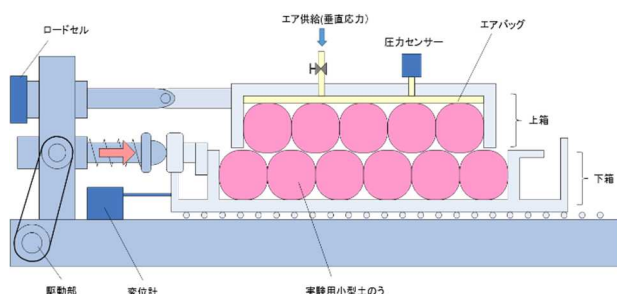 エア供給(垂直応力)
ロードセル
圧力センサー
エアバッグ
上箱
下箱
駆動部
変位計
実験用小型土のう